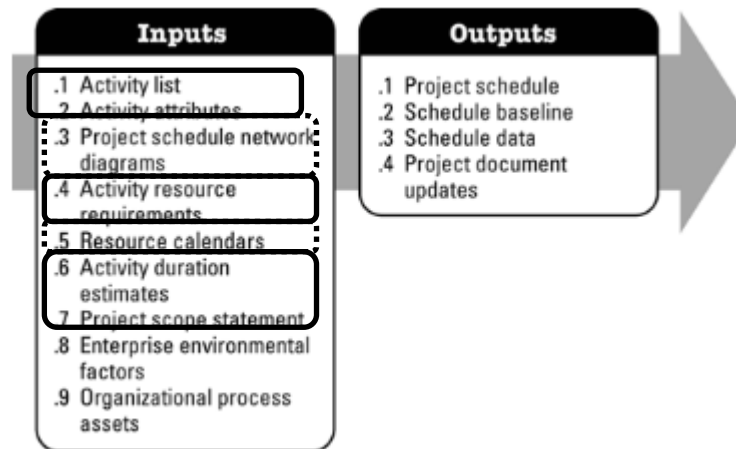 Inputs
.1 Activity list
.2 Activity attributes
.3 Project schedule network
diagrams
.4 Activity resource
requirements
.5 Resource calendars
.6 Activity duration
estimates
.7 Project scope statement
.8 Enterprise environmental
factors
.9 Organizational process
assets
Outputs
.1 Project schedule
.2 Schedule baseline
.3 Schedule data
.4 Project document
updates